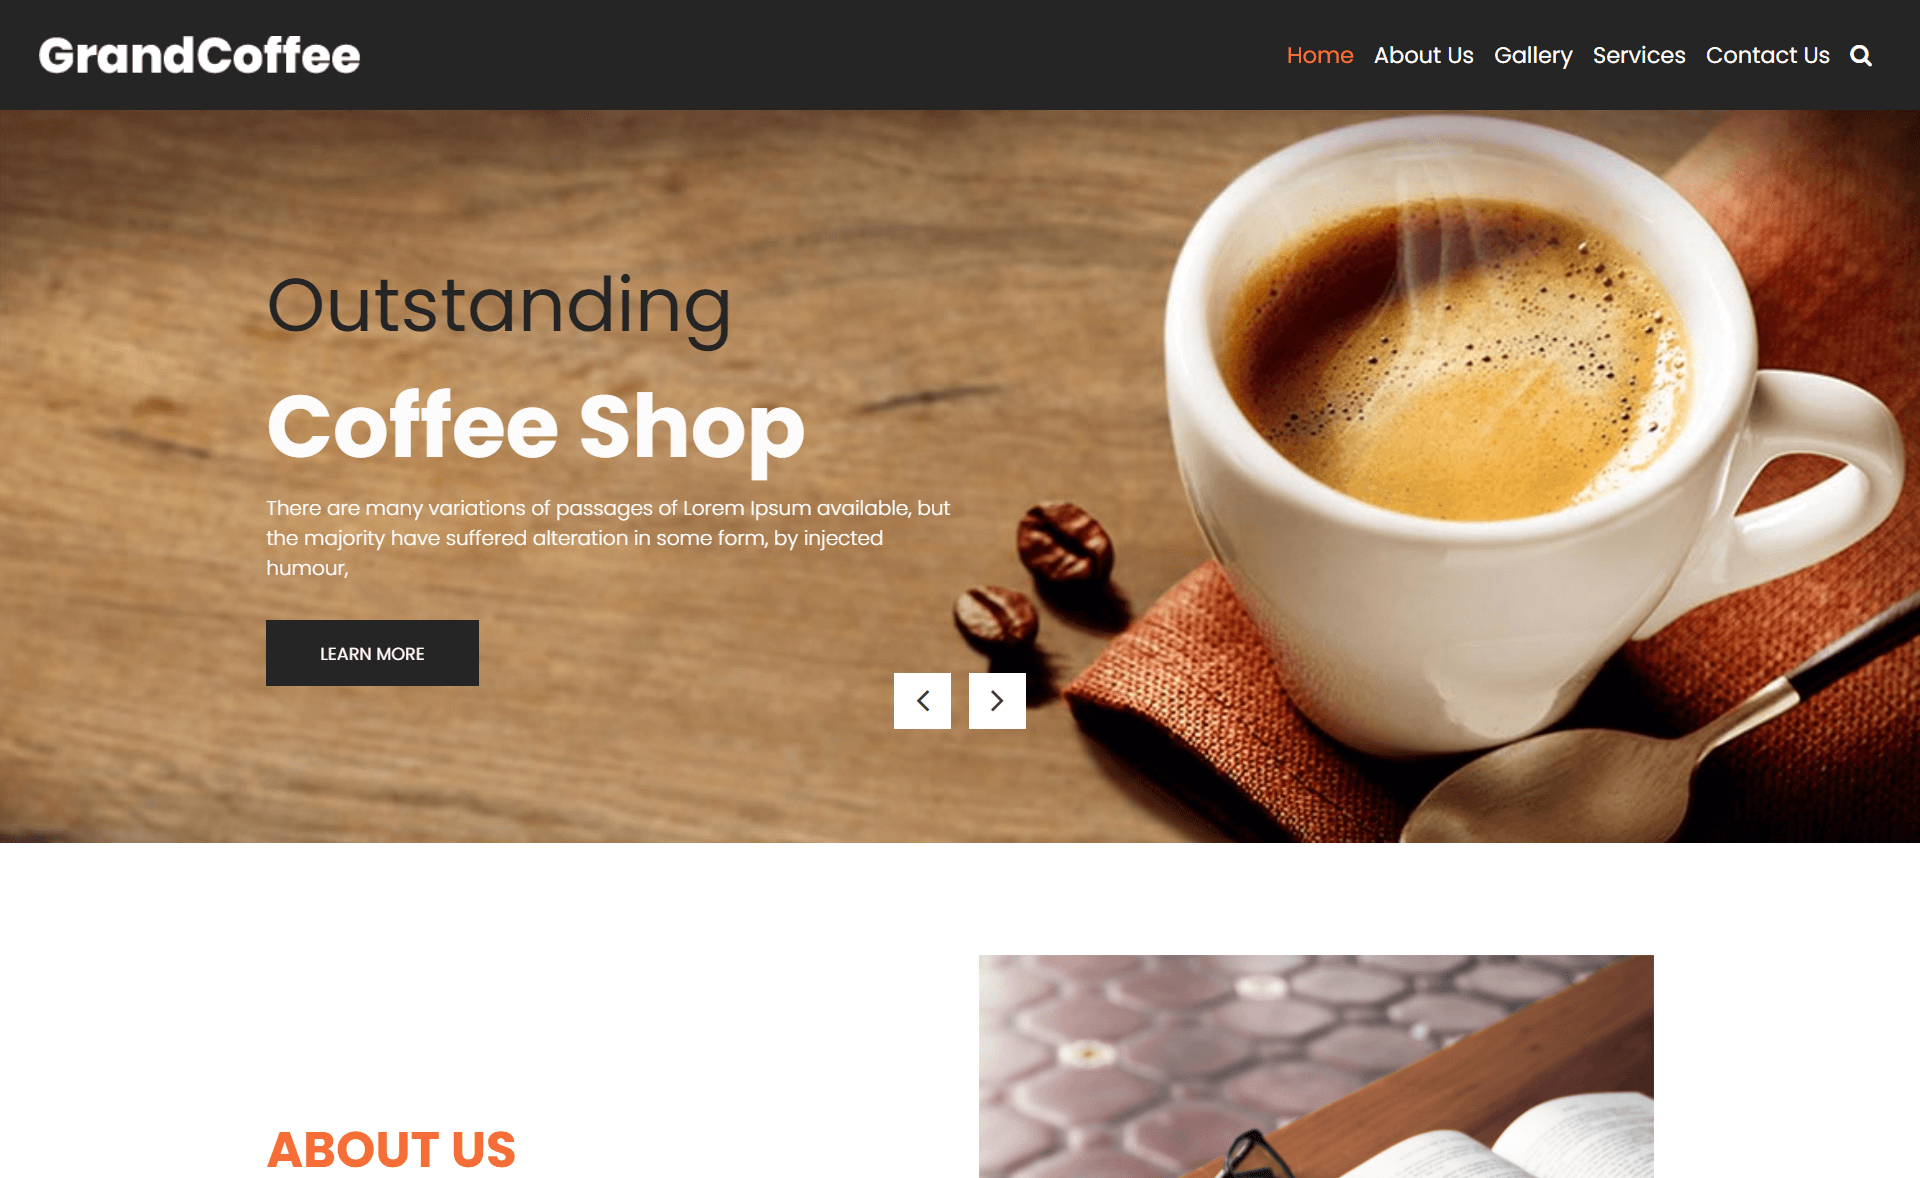 GrandCoffee
Home About Us Gallery Services Contact Us
Outstanding
Coffee Shop
There are many variations of passages of Lorem Ipsum available, but
the majority have suffered alteration in some form, by injected
humour,
LEARN MORE
ABOUT US